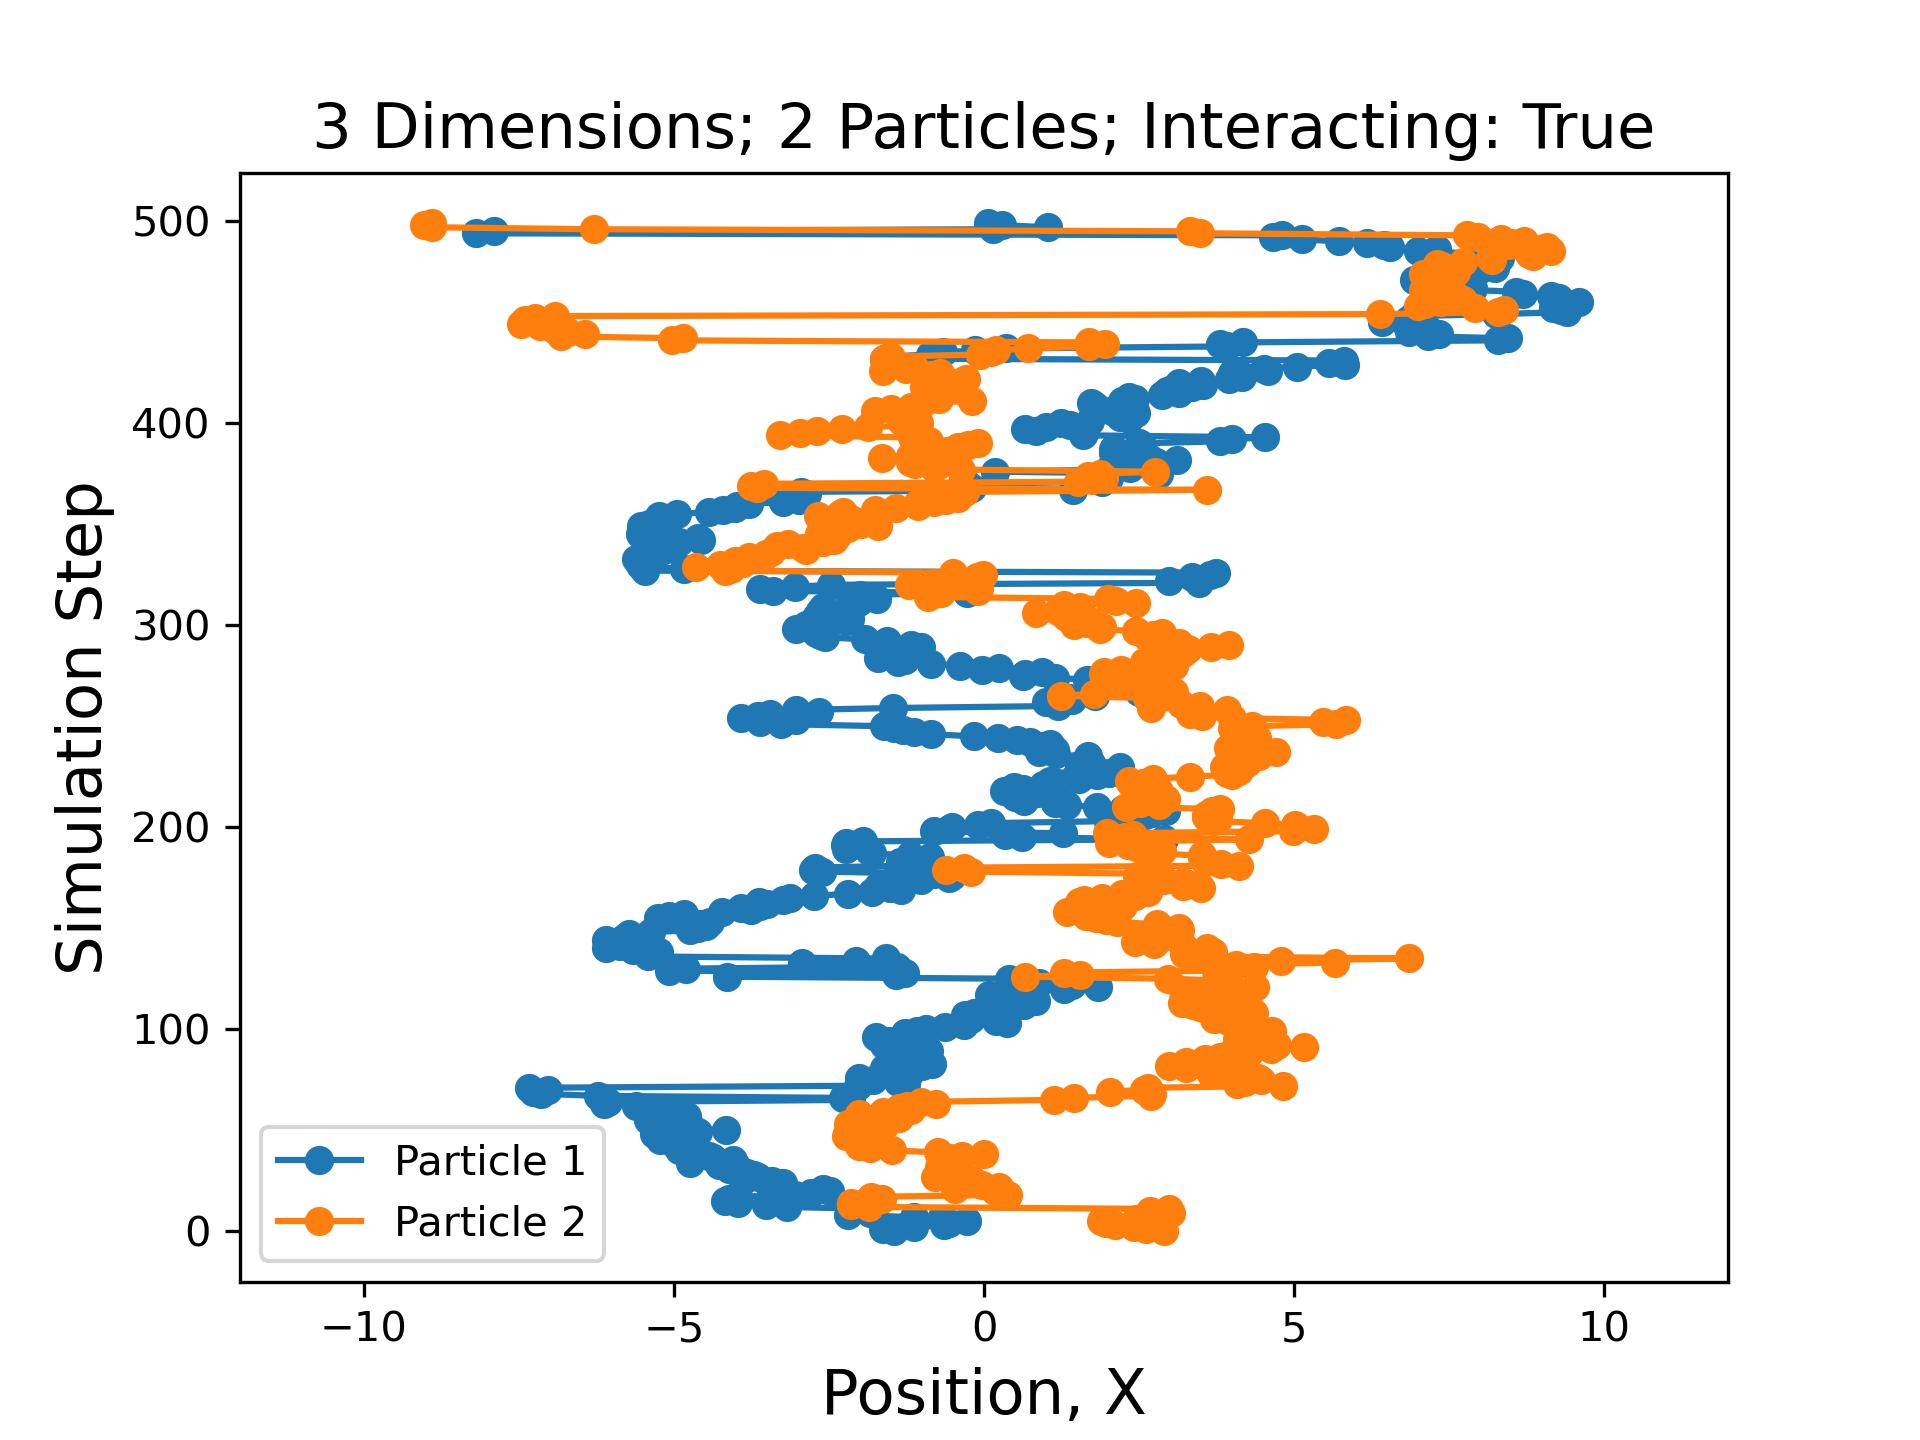 3 Dimensions; 2 Particles; Interacting: True
Simulation Step
500
400
300
200
100
0
Particle 1
Particle 2
−10
−5
0
5
10
Position, X